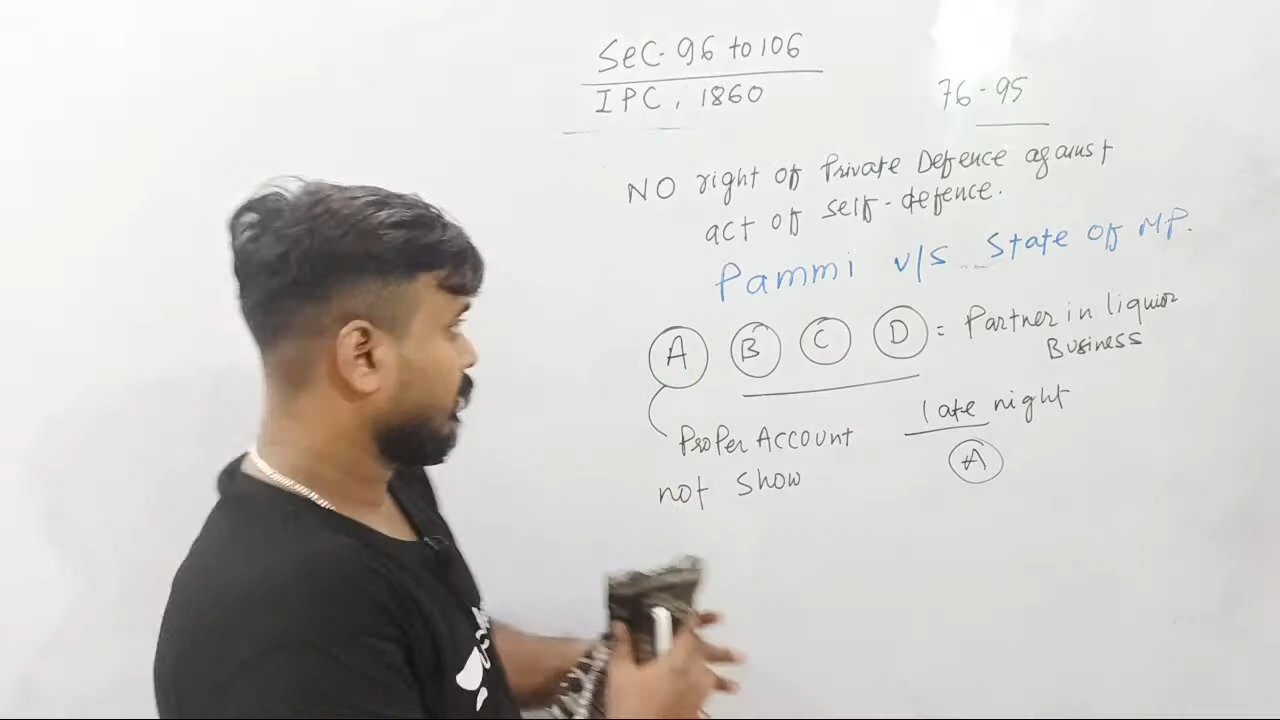 SeC- 96 to 106
IPC, 1860
76 - 95
NO right of Private Defence against
act of self-defence.
Pammi v/s State of MP.
A B C D = Partner in liquior
Business
ProPer Account
not show
late night
A